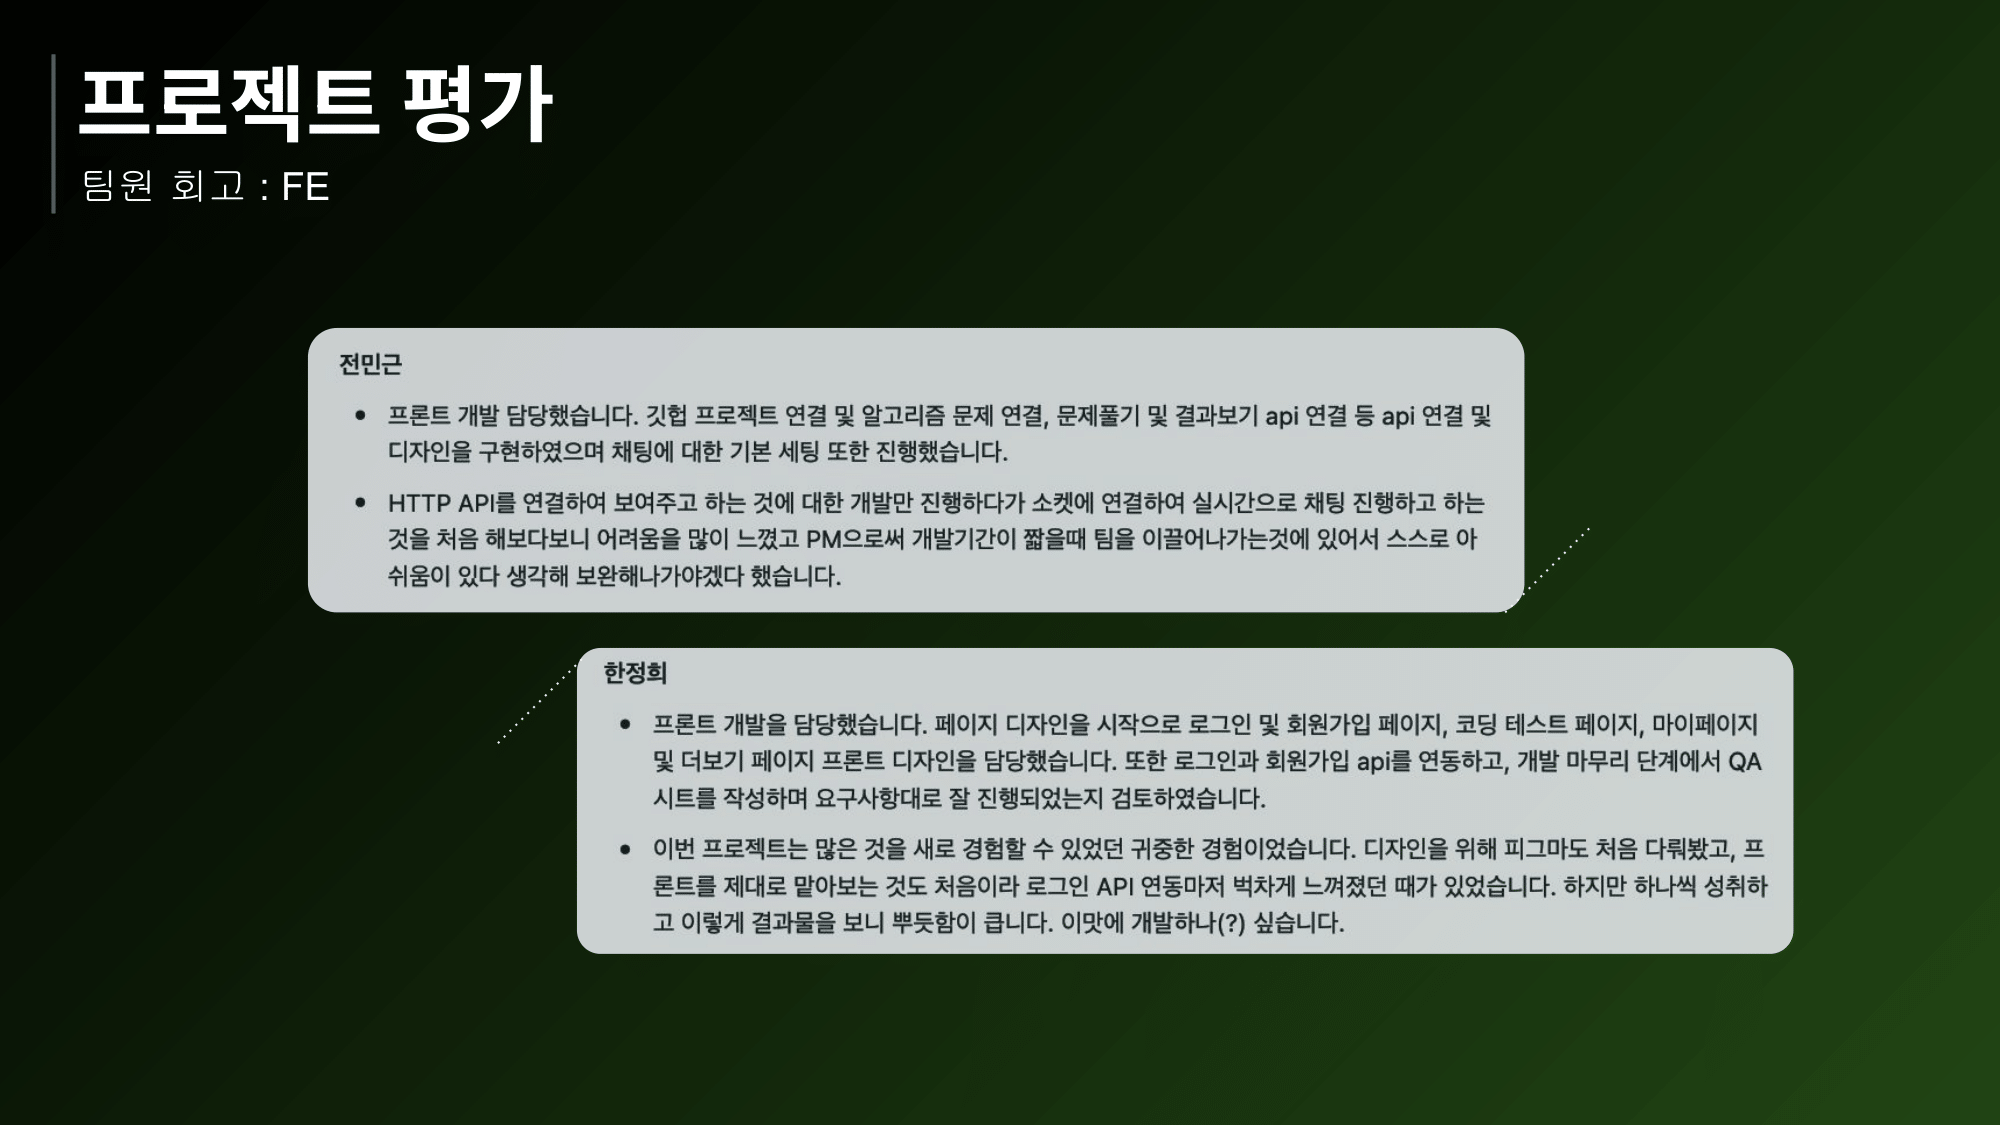 프로젝트 평가
팀원 회고 : FE
전민근
• 프론트 개발 담당했습니다. 깃헙 프로젝트 연결 및 알고리즘 문제 연결, 문제풀기 및 결과보기 api 연결 등 api 연결 및
디자인을 구현하였으며 채팅에 대한 기본 세팅 또한 진행했습니다.
• HTTP API를 연결하여 보여주고 하는 것에 대한 개발만 진행하다가 소켓에 연결하여 실시간으로 채팅 진행하고 하는
것을 처음 해보다보니 어려움을 많이 느꼈고 PM으로써 개발기간이 짧을때 팀을 이끌어나가는것에 있어서 스스로 아
쉬움이 있다 생각해 보완해나가야겠다 했습니다.
한정희
• 프론트 개발을 담당했습니다. 페이지 디자인을 시작으로 로그인 및 회원가입 페이지, 코딩 테스트 페이지, 마이페이지
및 더보기 페이지 프론트 디자인을 담당했습니다. 또한 로그인과 회원가입 api를 연동하고, 개발 마무리 단계에서 QA
시트를 작성하며 요구사항대로 잘 진행되었는지 검토하였습니다.
• 이번 프로젝트는 많은 것을 새로 경험할 수 있었던 귀중한 경험이었습니다. 디자인을 위해 피그마도 처음 다뤄봤고, 프
론트를 제대로 맡아보는 것도 처음이라 로그인 API 연동마저 벅차게 느껴졌던 때가 있었습니다. 하지만 하나씩 성취하
고 이렇게 결과물을 보니 뿌듯함이 큽니다. 이맛에 개발하나(?) 싶습니다.